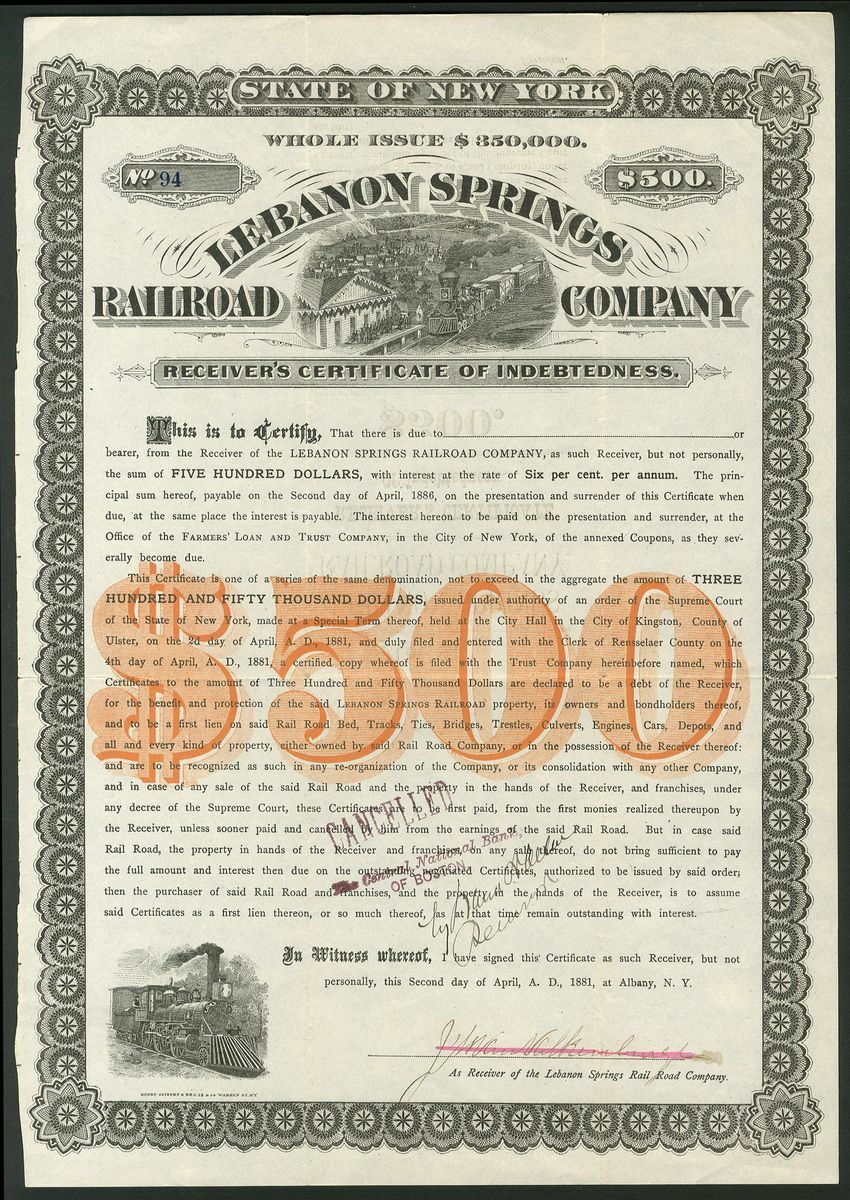 STATE OF NEW YORK
WHOLE ISSUE $350,000.
No 94
$500.
LEBANON SPRINGS
RAILROAD COMPANY
RECEIVER'S CERTIFICATE OF INDEBTEDNESS.
This is to Certify, That there is due to or
bearer, from the Receiver of the LEBANON SPRINGS RAILROAD COMPANY, as such Receiver, but not personally,
the sum of FIVE HUNDRED DOLLARS, with interest at the rate of Six per cent. per annum. The prin-
cipal sum hereof, payable on the Second day of April, 1886, on the presentation and surrender of this Certificate when
due, at the same place the interest is payable. The interest hereon to be paid on the presentation and surrender, at the
Office of the FARMERS' LOAN AND TRUST COMPANY, in the City of New York, of the annexed Coupons, as they sev-
erally become due.
This Certificate is one of a series of the same denomination, not to exceed in the aggregate the amount of THREE
HUNDRED AND FIFTY THOUSAND DOLLARS, issued under authority of an order of the Supreme Court
of the State of New York, made at a Special Term thereof, held at the City Hall in the City of Kingston, County of
Ulster, on the 2d day of April, A. D., 1881, and duly filed and entered with the Clerk of Rensselaer County on the
4th day of April, A. D., 1881, a certified copy whereof is filed with the Trust Company hereinbefore named, which
Certificates to the amount of Three Hundred and Fifty Thousand Dollars are declared to be a debt of the Receiver,
for the benefit and protection of the said LEBANON SPRINGS RAILROAD property, its owners and bondholders thereof,
and to be a first lien on said Rail Road Bed, Tracks, Ties, Bridges, Trestles, Culverts, Engines, Cars, Depots, and
all and every kind of property, either owned by said Rail Road Company, or in the possession of the Receiver thereof:
and are to be recognized as such in any re-organization of the Company, or its consolidation with any other Company,
and in case of any sale of the said Rail Road and the property in the hands of the Receiver, and franchises, under
any decree of the Supreme Court, these Certificates are to be first paid, from the first monies realized thereupon by
the Receiver, unless sooner paid and cancelled by him from the earnings of the said Rail Road. But in case said
Rail Road, the property in hands of the Receiver and franchises, on any sale thereof, do not bring sufficient to pay
the full amount and interest then due on the outstanding designated Certificates, authorized to be issued by said order;
then the purchaser of said Rail Road and franchises, and the property in the hands of the Receiver, is to assume
said Certificates as a first lien thereon, or so much thereof, as at that time remain outstanding with interest.
$500
CANCELLED
The Central National Bank,
OF BOSTON
by
Receiver
In Witness whereof, I have signed this Certificate as such Receiver, but not
personally, this Second day of April, A. D., 1881, at Albany, N. Y.
As Receiver of the Lebanon Springs Rail Road Company.